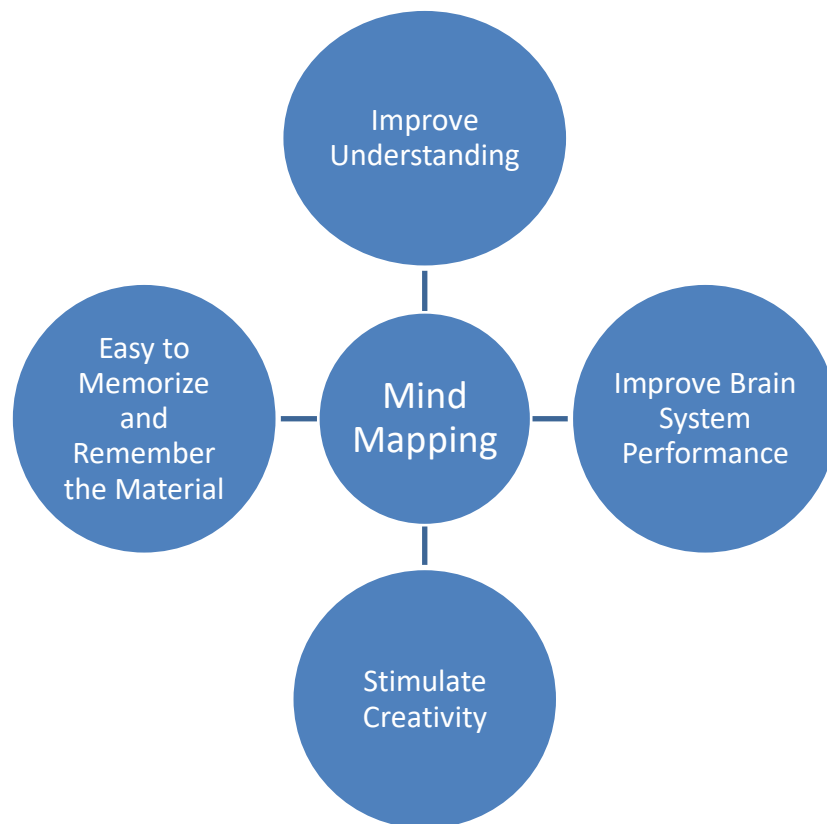 Improve
Understanding
Easy to
Memorize
and
Remember
the Material
Mind
Mapping
Improve Brain
System
Performance
Stimulate
Creativity